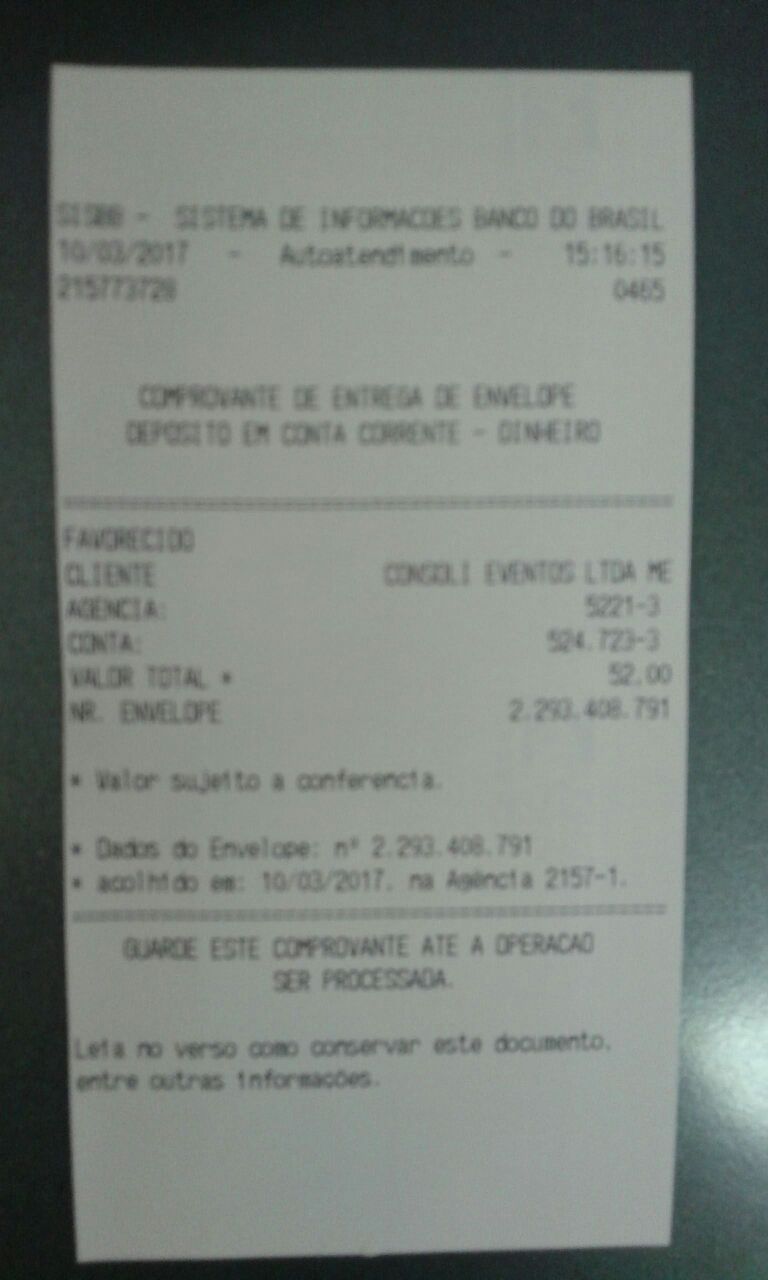 SISBB - SISTEMA DE INFORMACOES BANCO DO BRASIL
10/03/2017 - Autoatendimento - 15:16:15
215773728 0465
COMPROVANTE DE ENTREGA DE ENVELOPE
DEPOSITO EM CONTA CORRENTE - DINHEIRO
================================================
FAVORECIDO
CLIENTE CONSOLI EVENTOS LTDA ME
AGENCIA: 5221-3
CONTA: 524.723-3
VALOR TOTAL * 52,00
NR. ENVELOPE 2.293.408.791
* Valor sujeito a conferencia.
* Dados do Envelope: nº 2.293.408.791
* acolhido em: 10/03/2017, na Agência 2157-1.
================================================
GUARDE ESTE COMPROVANTE ATE A OPERACAO
SER PROCESSADA.
Leia no verso como conservar este documento,
entre outras informações.